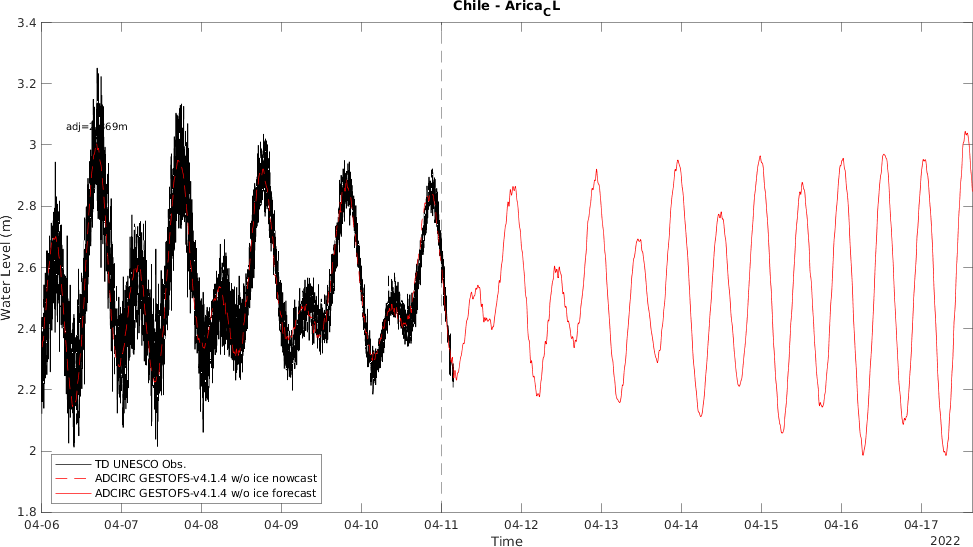 Chile - Arica_CL
3.4
3.2
3
2.8
2.6
2.4
2.2
2
1.8
Water Level (m)
TD UNESCO Obs.
ADCIRC GESTOFS-v4.1.4 w/o ice nowcast
ADCIRC GESTOFS-v4.1.4 w/o ice forecast
04-06 04-07 04-08 04-09 04-10 04-11 04-12 04-13 04-14 04-15 04-16 04-17
Time
2022